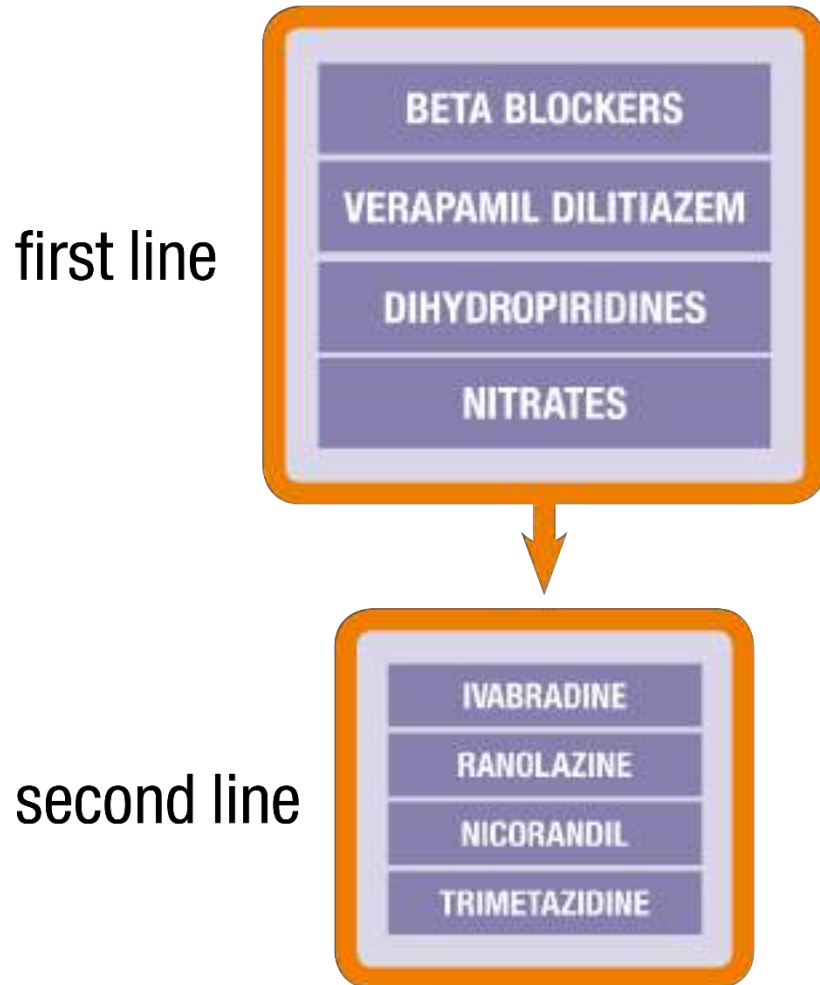 first line
BETA BLOCKERS
VERAPAMIL DILITIAZEM
DIHYDROPIRIDINES
NITRATES
second line
IVABRADINE
RANOLAZINE
NICORANDIL
TRIMETAZIDINE